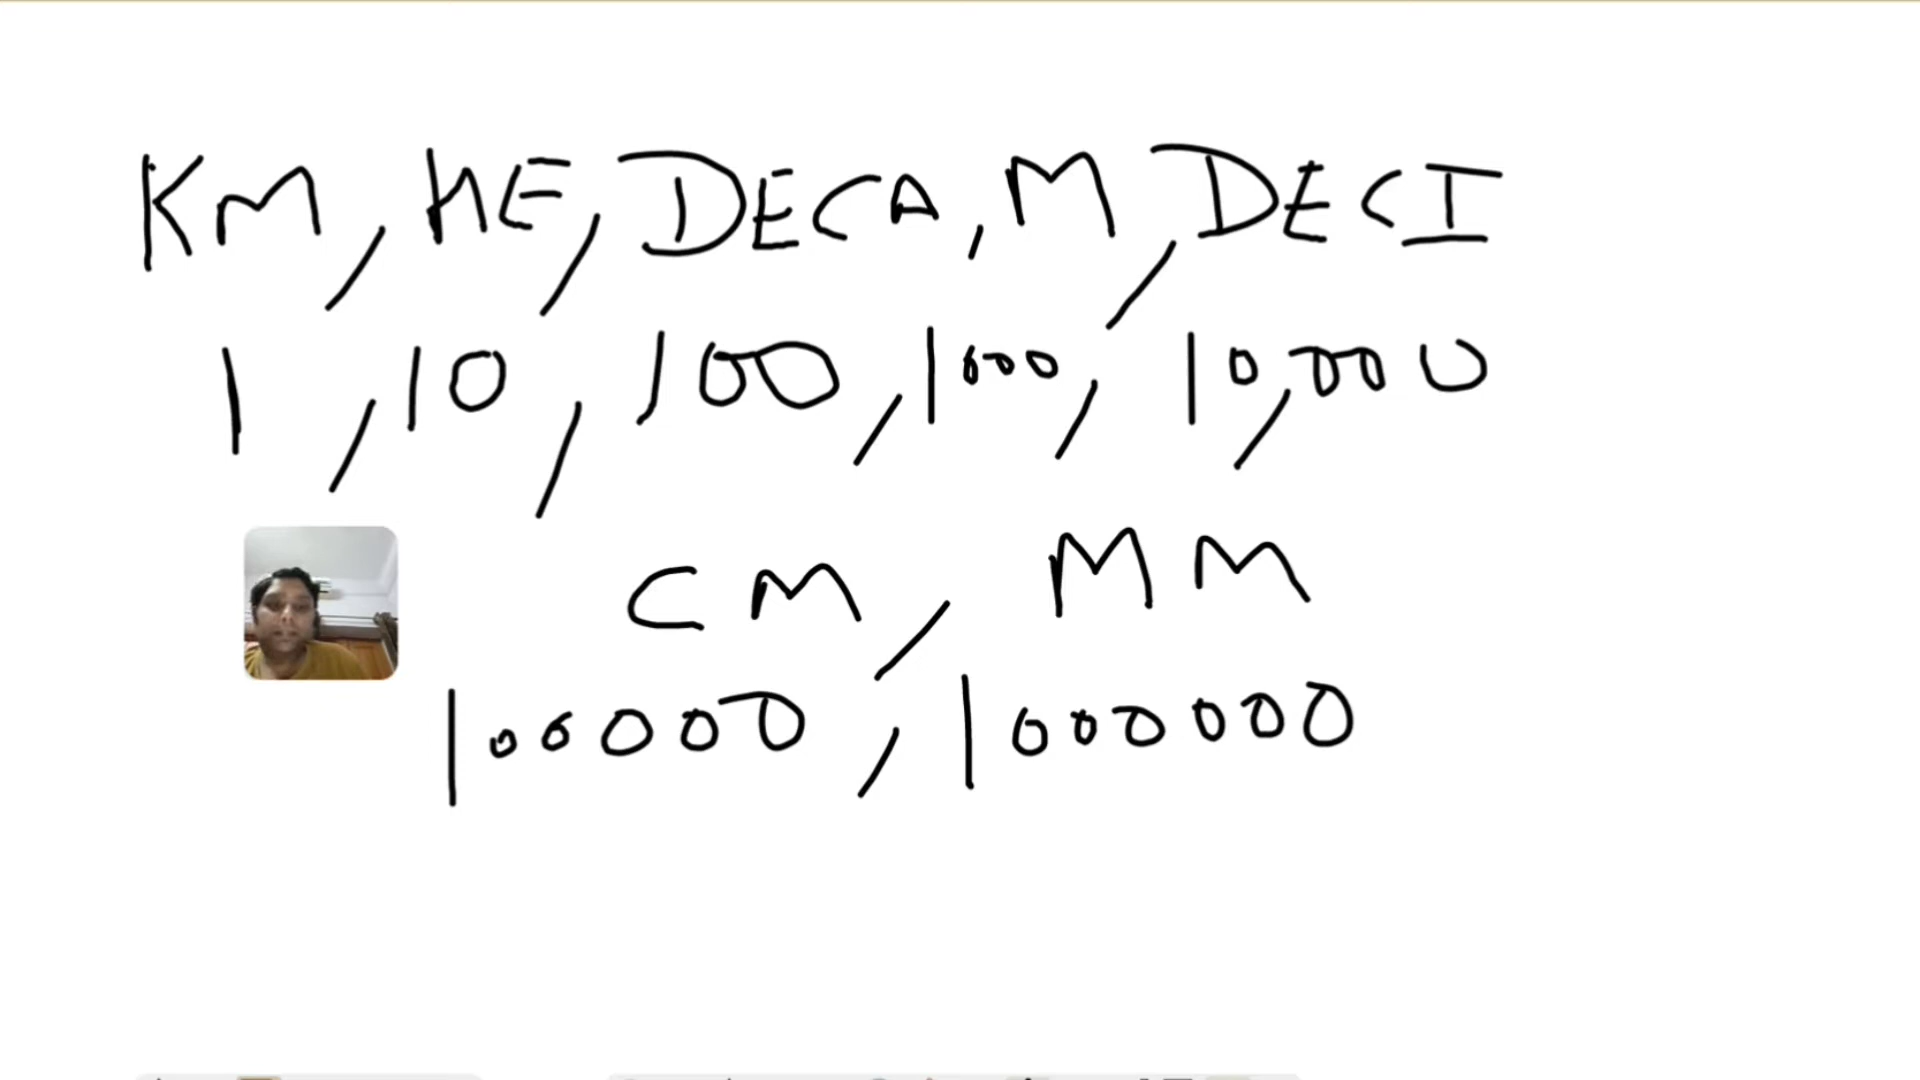 KM, HE, DECA, M, DECI
1, 10, 100, 1000, 10,000
CM, MM
100000, 1000000